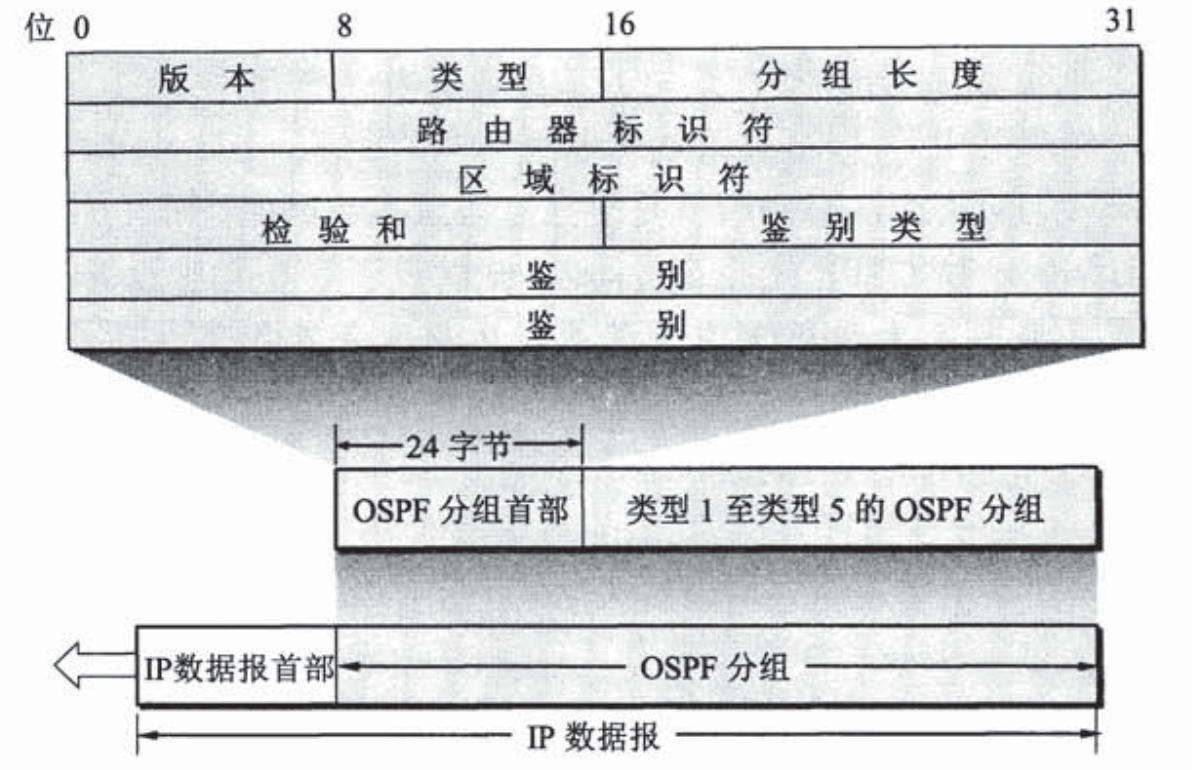 位 0 8 16 31
版本 类型 分组长度
路由器标识符
区域标识符
检验和 鉴别类型
鉴别
鉴别
24 字节
OSPF 分组首部 类型 1 至类型 5 的 OSPF 分组
IP数据报首部 OSPF 分组
IP 数据报